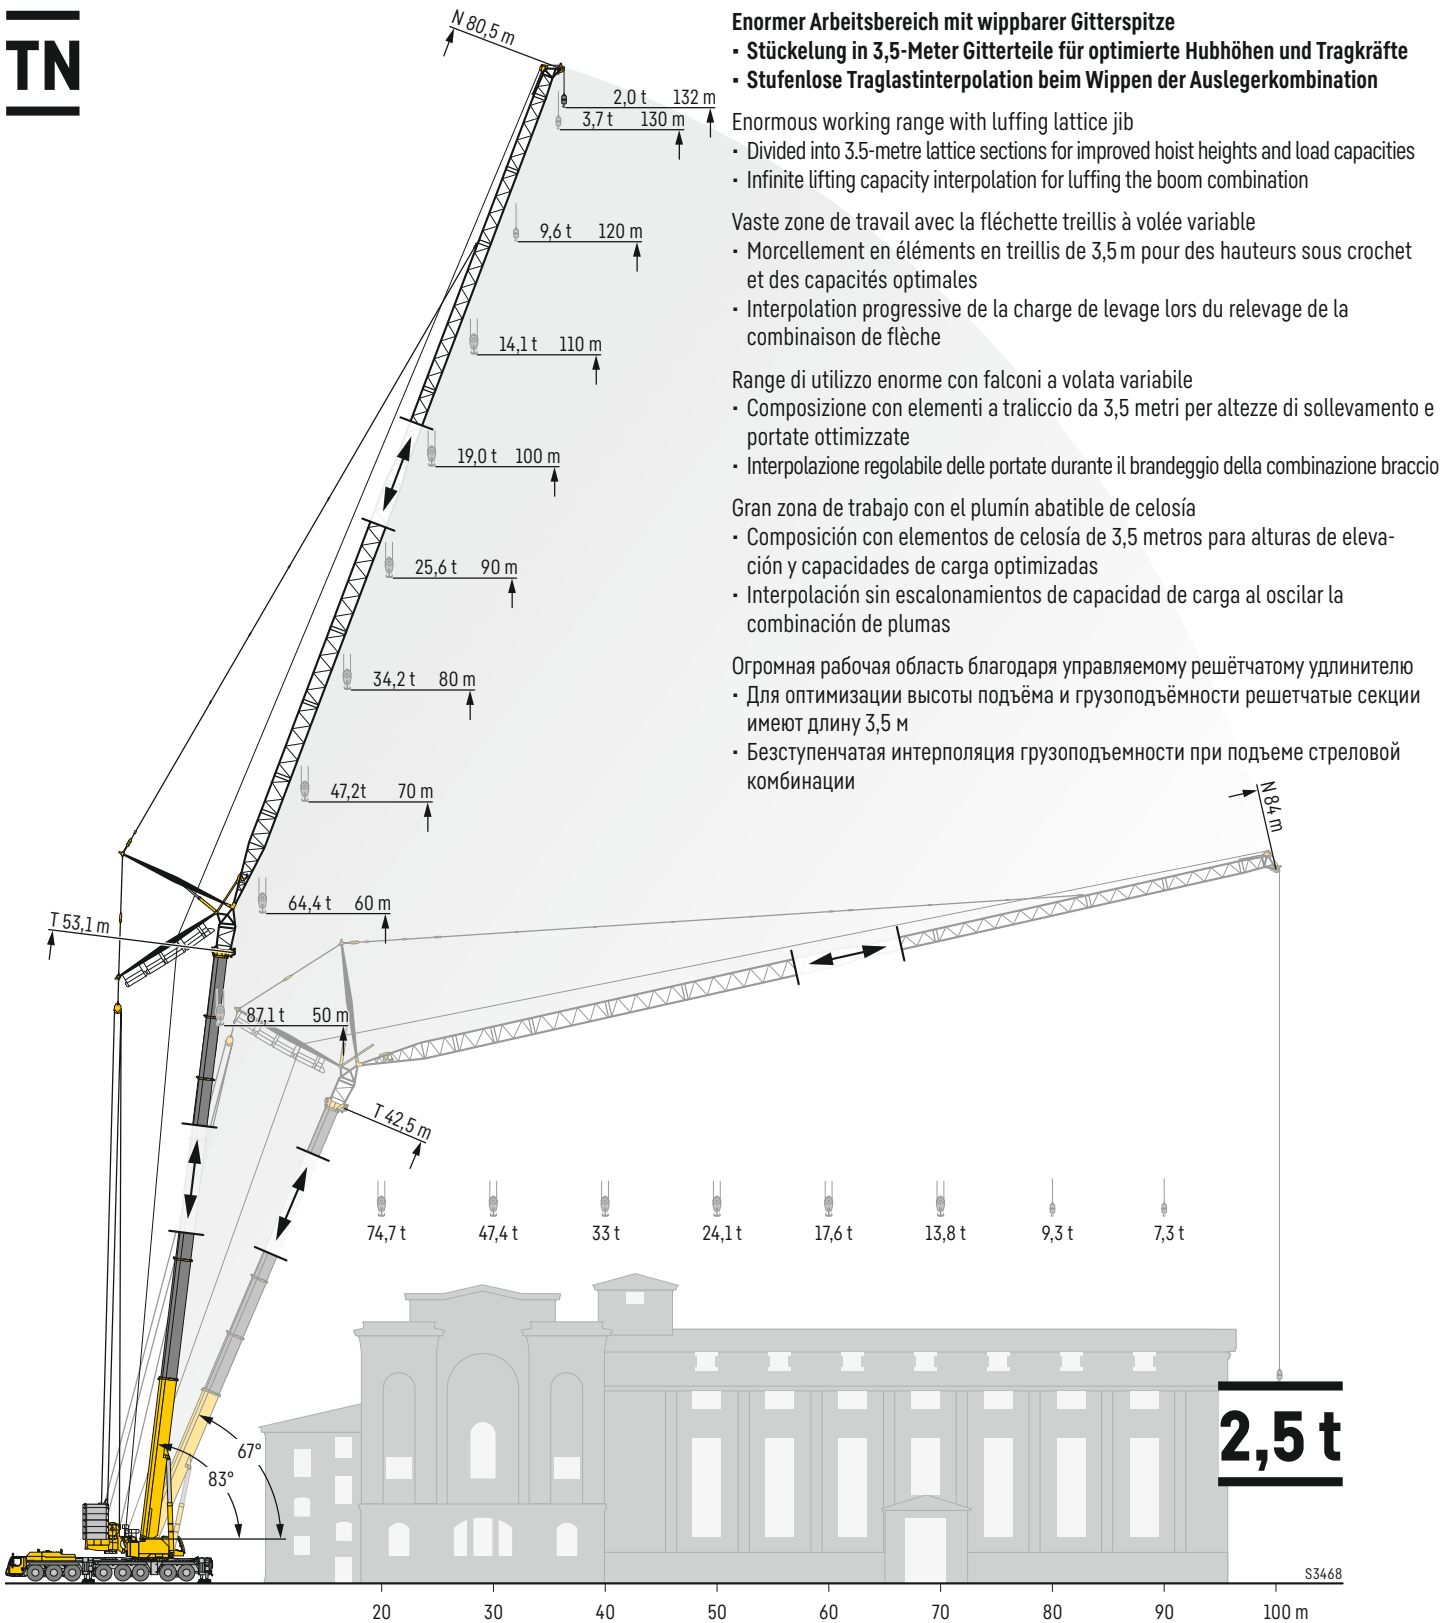 TN
N 80,5 m
Enormer Arbeitsbereich mit wippbarer Gitterspitze
· Stückelung in 3,5-Meter Gitterteile für optimierte Hubhöhen und Tragkräfte
· Stufenlose Traglastinterpolation beim Wippen der Auslegerkombination
Enormous working range with luffing lattice jib
· Divided into 3.5-metre lattice sections for improved hoist heights and load capacities
· Infinite lifting capacity interpolation for luffing the boom combination
Vaste zone de travail avec la fléchette treillis à volée variable
· Morcellement en éléments en treillis de 3,5 m pour des hauteurs sous crochet
et des capacités optimales
· Interpolation progressive de la charge de levage lors du relevage de la
combinaison de flèche
Range di utilizzo enorme con falconi a volata variabile
· Composizione con elementi a traliccio da 3,5 metri per altezze di sollevamento e
portate ottimizzate
· Interpolazione regolabile delle portate durante il brandeggio della combinazione braccio
Gran zona de trabajo con el plumín abatible de celosía
· Composición con elementos de celosía de 3,5 metros para alturas de eleva-
ción y capacidades de carga optimizadas
· Interpolación sin escalonamientos de capacidad de carga al oscilar la
combinación de plumas
Огромная рабочая область благодаря управляемому решётчатому удлинителю
· Для оптимизации высоты подъёма и грузоподъёмности решетчатые секции
имеют длину 3,5 м
· Безступенчатая интерполяция грузоподъемности при подъеме стреловой
комбинации
2,0 t 132 m
3,7 t 130 m
9,6 t 120 m
14,1 t 110 m
19,0 t 100 m
25,6 t 90 m
34,2 t 80 m
47,2t 70 m
64,4 t 60 m
87,1 t 50 m
N 84 m
T 53,1 m
T 42,5 m
74,7 t 47,4 t 33 t 24,1 t 17,6 t 13,8 t 9,3 t 7,3 t
2,5 t
67°
83°
S3468
20 30 40 50 60 70 80 90 100 m